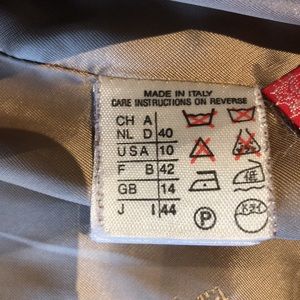 MADE IN ITALY
CARE INSTRUCTIONS ON REVERSE
CH A
NL D 40
USA 10
F B 42
GB 14
J I 44
P